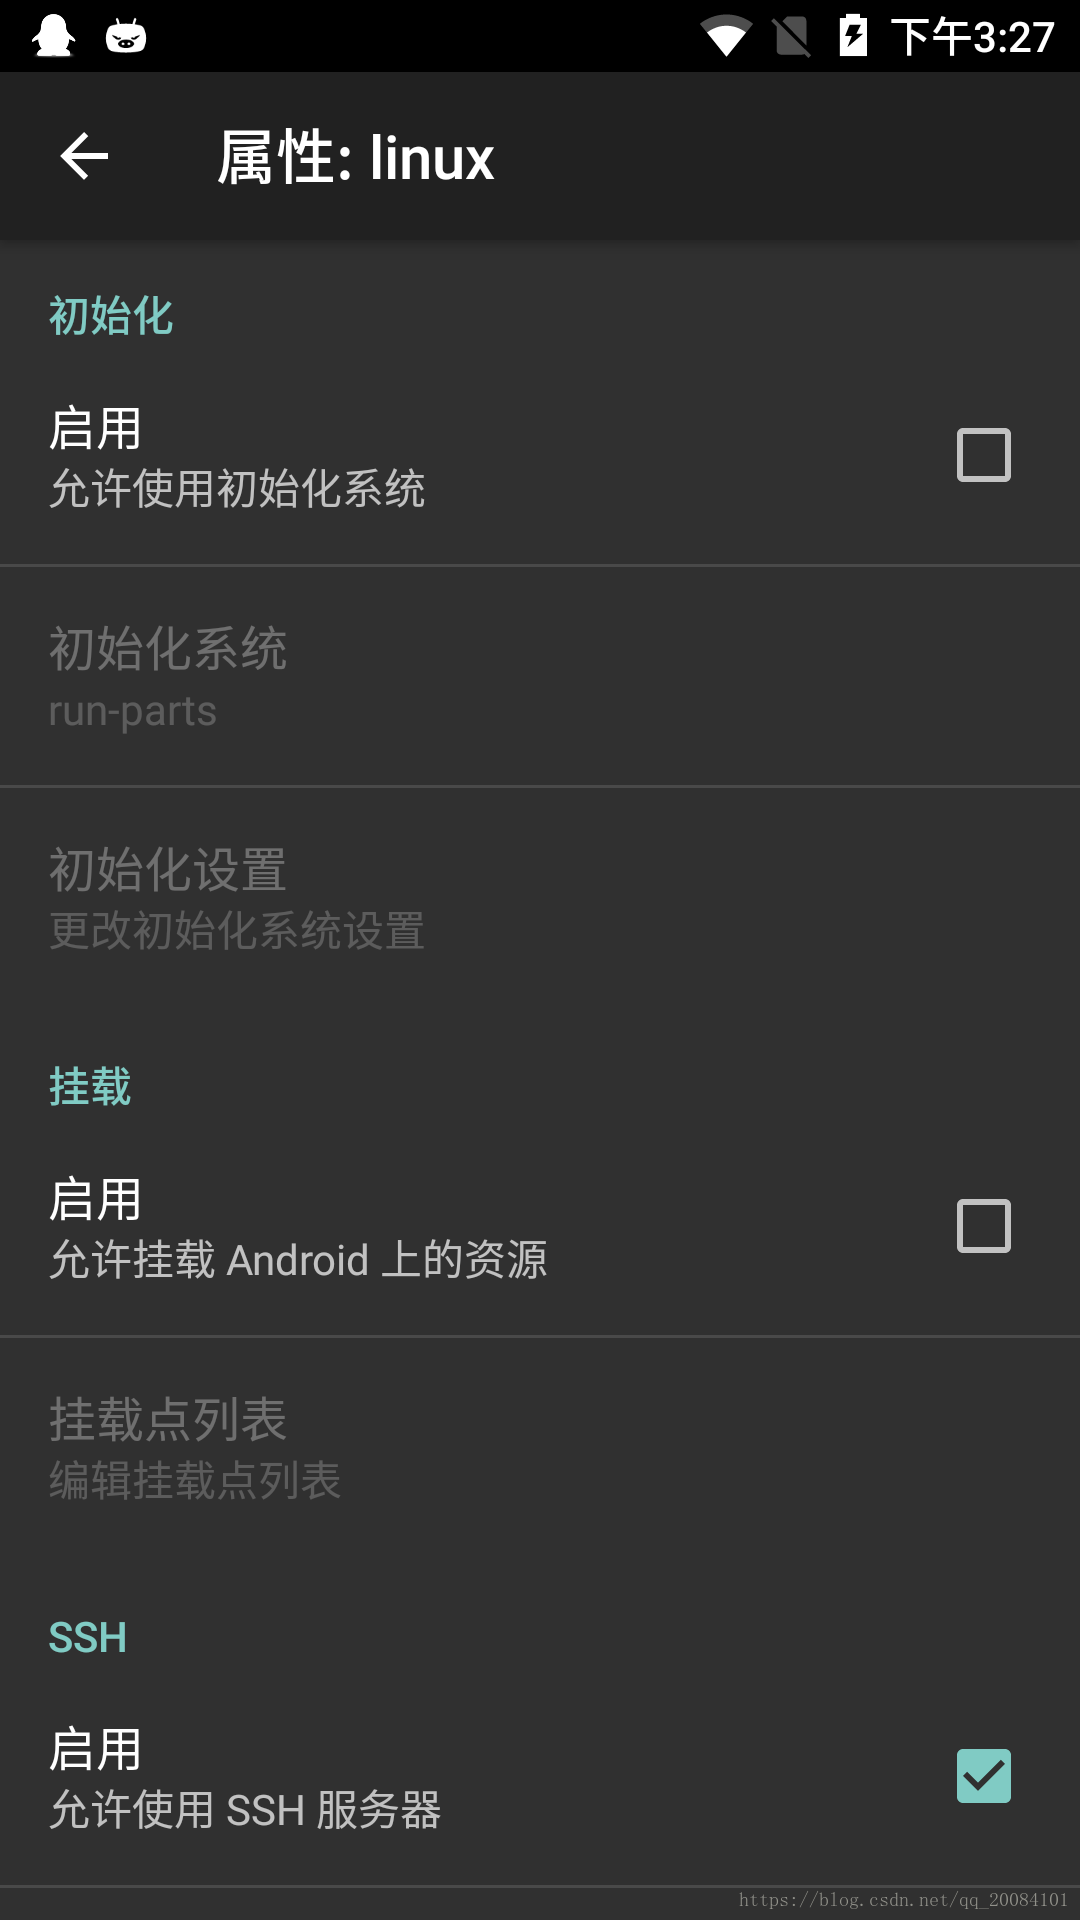 下午3:27
属性: linux
初始化
启用
允许使用初始化系统
初始化系统
run-parts
初始化设置
更改初始化系统设置
挂载
启用
允许挂载 Android 上的资源
挂载点列表
编辑挂载点列表
SSH
启用
允许使用 SSH 服务器
https://blog.csdn.net/qq_20084101